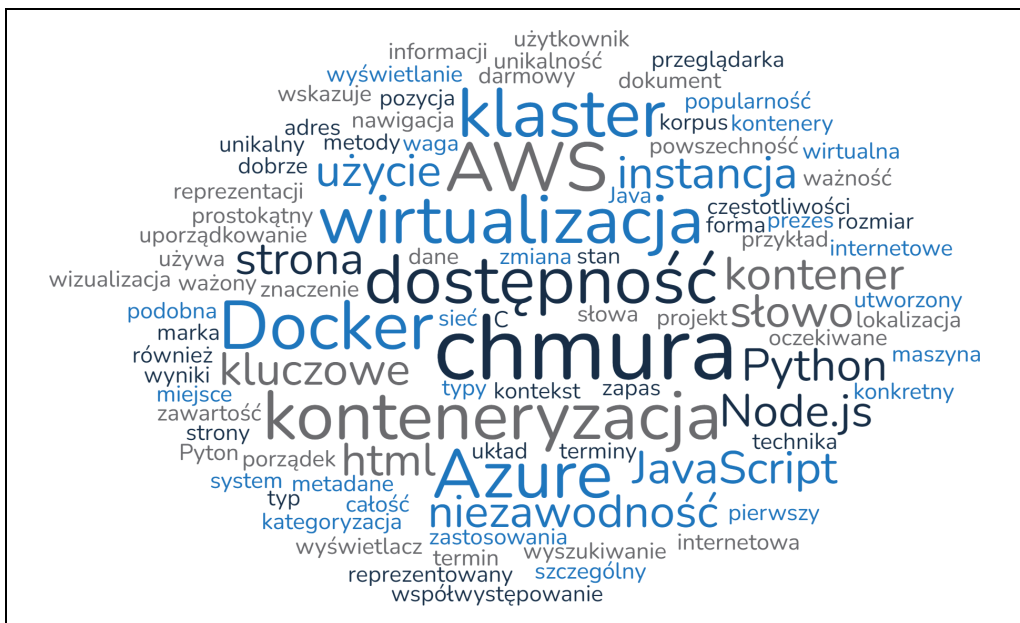 użytkownik
informacji
unikalność
przeglądarka
wyświetlanie
darmowy
dokument
wskazuje
pozycja
klaster
popularność
nawigacja
korpus
kontenery
adres
unikalny
metody
waga
AWS
powszechność
wirtualna
dobrze
użycie
instancja
ważność
reprezentacji
Java
prostokątny
wirtualizacja
częstotliwości
forma
prezes
rozmiar
uporządkowanie
przykład
internetowe
używa
strona
dane
zmiana
stan
wizualizacja
ważony
znaczenie
dostępność
kontener
utworzony
podobna
Docker
sieć
C
słowa
projekt
słowo
lokalizacja
marka
chmura
oczekiwane
również
kluczowe
Python
maszyna
wyniki
miejsce
typy
kontekst
zapas
konkretny
zawartość
konteneryzacja
Node.js
strony
technika
Pyton
porządek
html
układ
terminy
system
metadane
Azure
JavaScript
typ
całość
kategoryzacja
niezawodność
pierwszy
zastosowania
wyświetlacz
termin
wyszukiwanie
internetowa
reprezentowany
szczególny
współwystępowanie